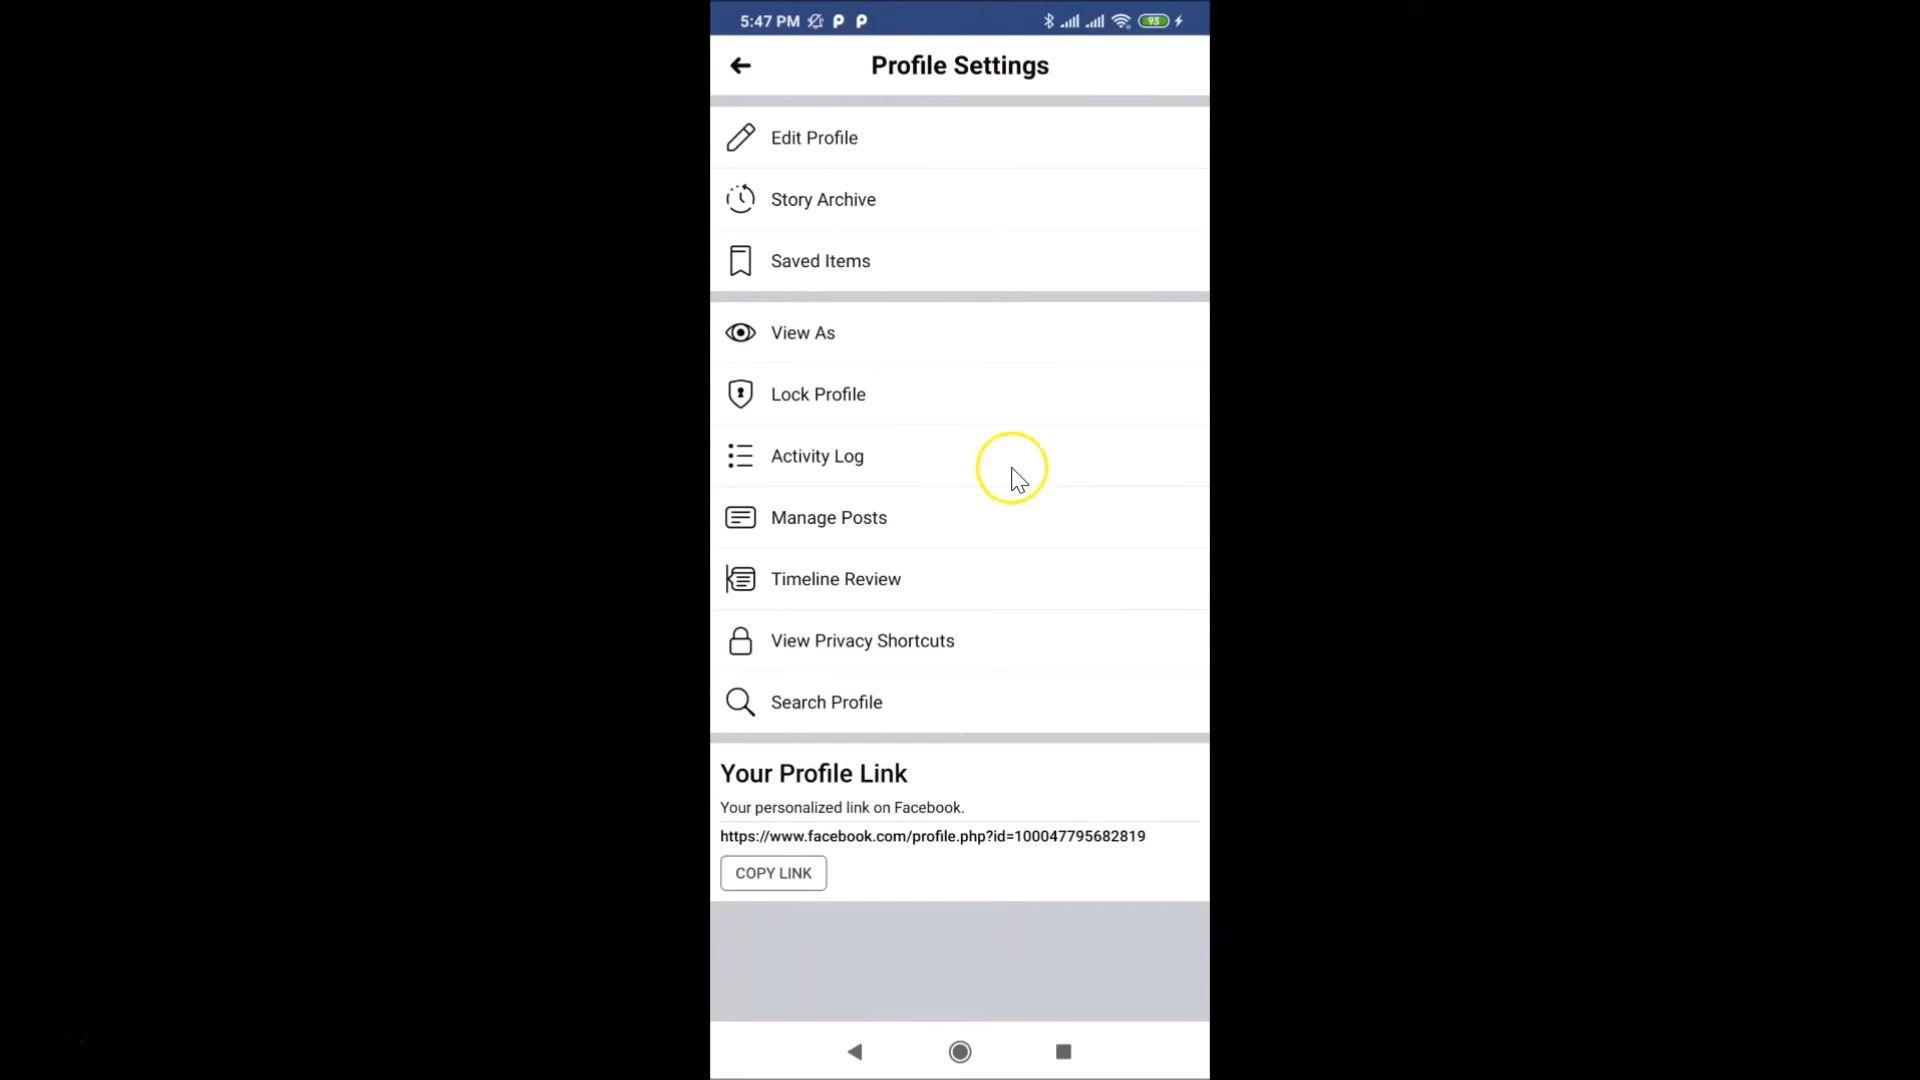 5:47 PM P P 93
Profile Settings
Edit Profile
Story Archive
Saved Items
View As
Lock Profile
Activity Log
Manage Posts
Timeline Review
View Privacy Shortcuts
Search Profile
Your Profile Link
Your personalized link on Facebook.
https://www.facebook.com/profile.php?id=100047795682819
COPY LINK